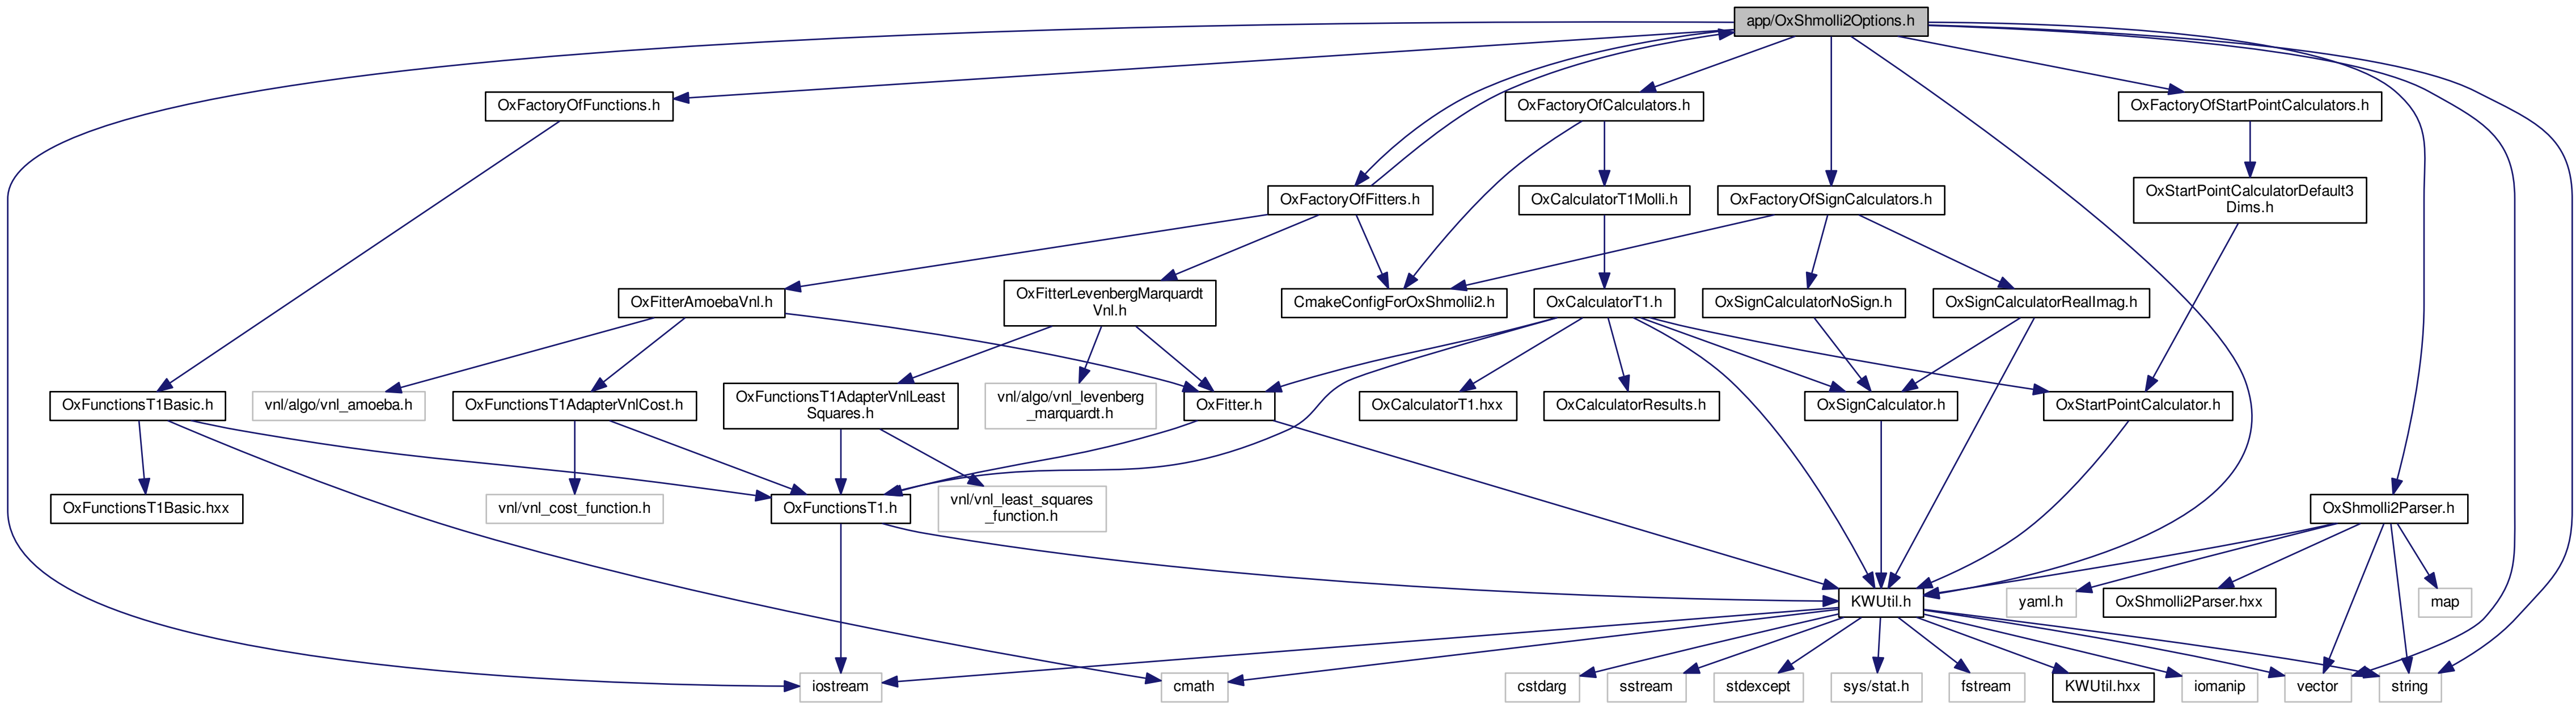 app/OxShmolli2Options.h
OxFactoryOfFunctions.h
OxFactoryOfCalculators.h
OxFactoryOfStartPointCalculators.h
OxFactoryOfFitters.h
OxCalculatorT1Molli.h
OxFactoryOfSignCalculators.h
OxStartPointCalculatorDefault3
Dims.h
OxFitterAmoebaVnl.h
OxFitterLevenbergMarquardt
Vnl.h
CmakeConfigForOxShmolli2.h
OxCalculatorT1.h
OxSignCalculatorNoSign.h
OxSignCalculatorRealImag.h
OxFunctionsT1Basic.h
vnl/algo/vnl_amoeba.h
OxFunctionsT1AdapterVnlCost.h
OxFunctionsT1AdapterVnlLeast
Squares.h
vnl/algo/vnl_levenberg
_marquardt.h
OxFitter.h
OxCalculatorT1.hxx
OxCalculatorResults.h
OxSignCalculator.h
OxStartPointCalculator.h
OxFunctionsT1Basic.hxx
vnl/vnl_cost_function.h
OxFunctionsT1.h
vnl/vnl_least_squares
_function.h
OxShmolli2Parser.h
KWUtil.h
yaml.h
OxShmolli2Parser.hxx
map
iostream
cmath
cstdarg
sstream
stdexcept
sys/stat.h
fstream
KWUtil.hxx
iomanip
vector
string